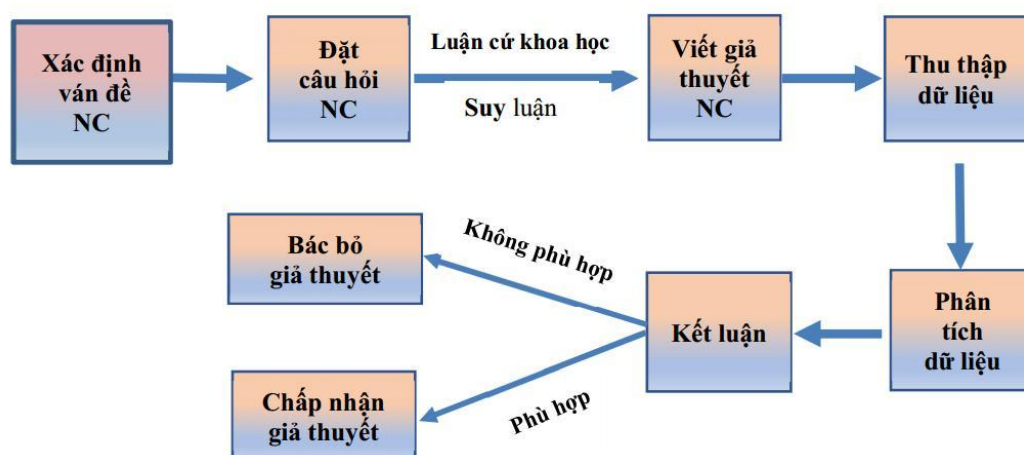 Xác định
ván đề
NC
Đặt
câu hỏi
NC
Luận cứ khoa học
Suy luận
Viết giả
thuyết
NC
Thu thập
dữ liệu
Phân
tích
dữ liệu
Kết luận
Không phù hợp
Bác bỏ
giả thuyết
Phù hợp
Chấp nhận
giả thuyết